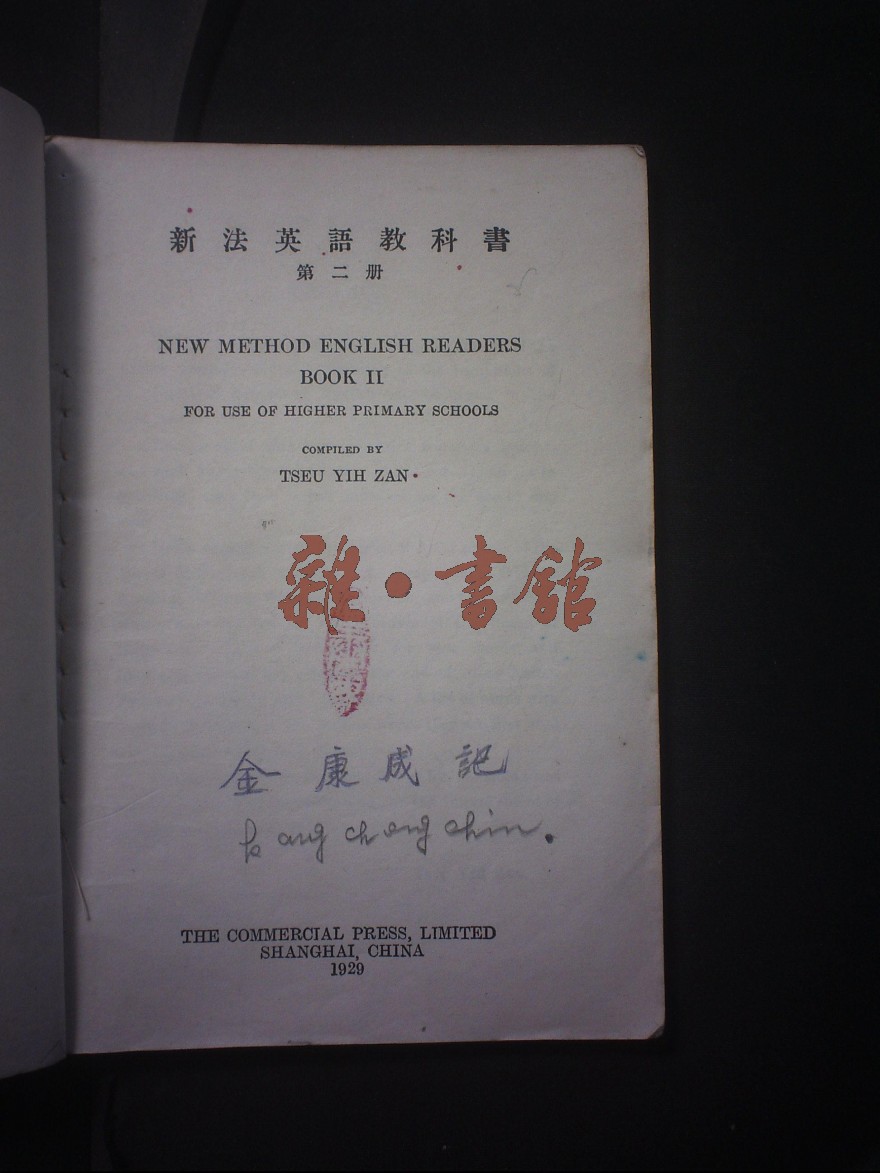 新法英語教科書
第二册
NEW METHOD ENGLISH READERS
BOOK II
FOR USE OF HIGHER PRIMARY SCHOOLS
COMPILED BY
TSEU YIH ZAN
雜·書館
金康成記
kang cheng chin.
THE COMMERCIAL PRESS, LIMITED
SHANGHAI, CHINA
1929